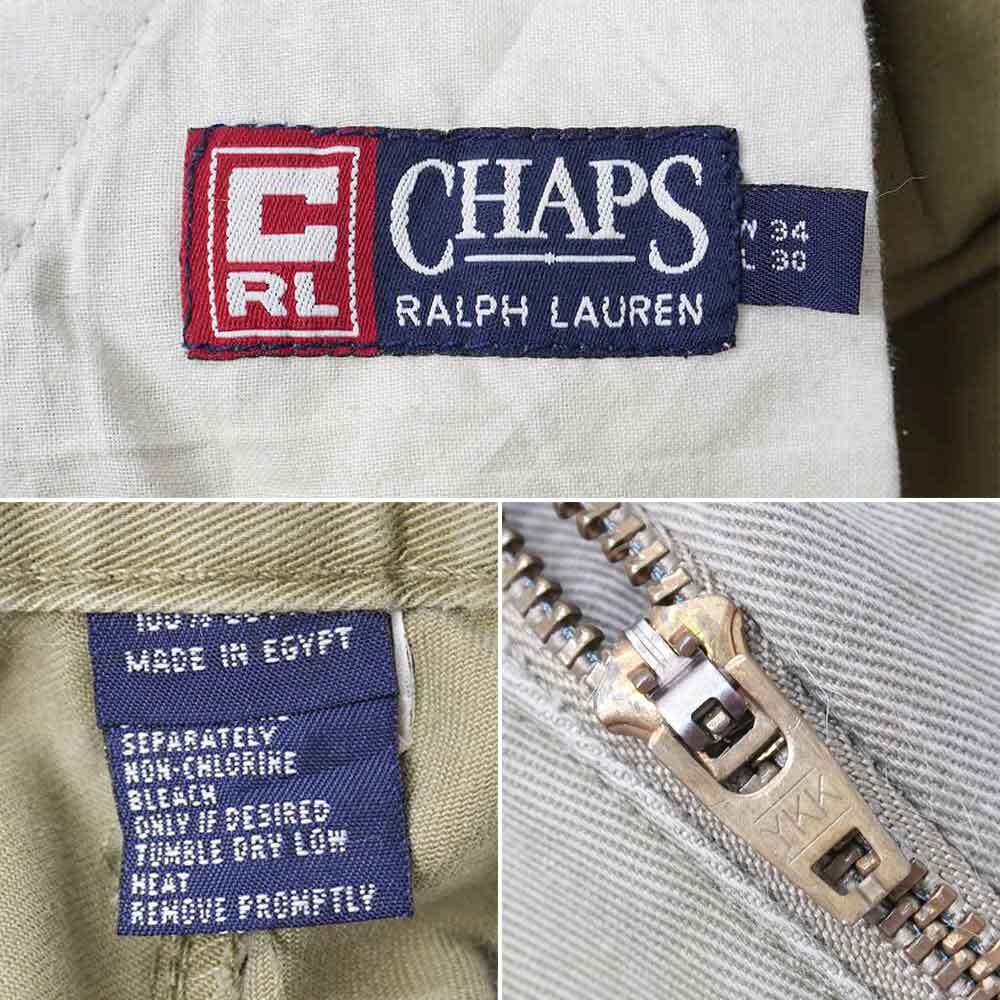 C
RL
CHAPS
RALPH LAUREN
W 34
L 30
100%
MADE IN EGYPT
SEPARATELY
NON-CHLORINE
BLEACH
ONLY IF DESIRED
TUMBLE DRY LOW
HEAT
REMOVE PROMPTLY
YKK